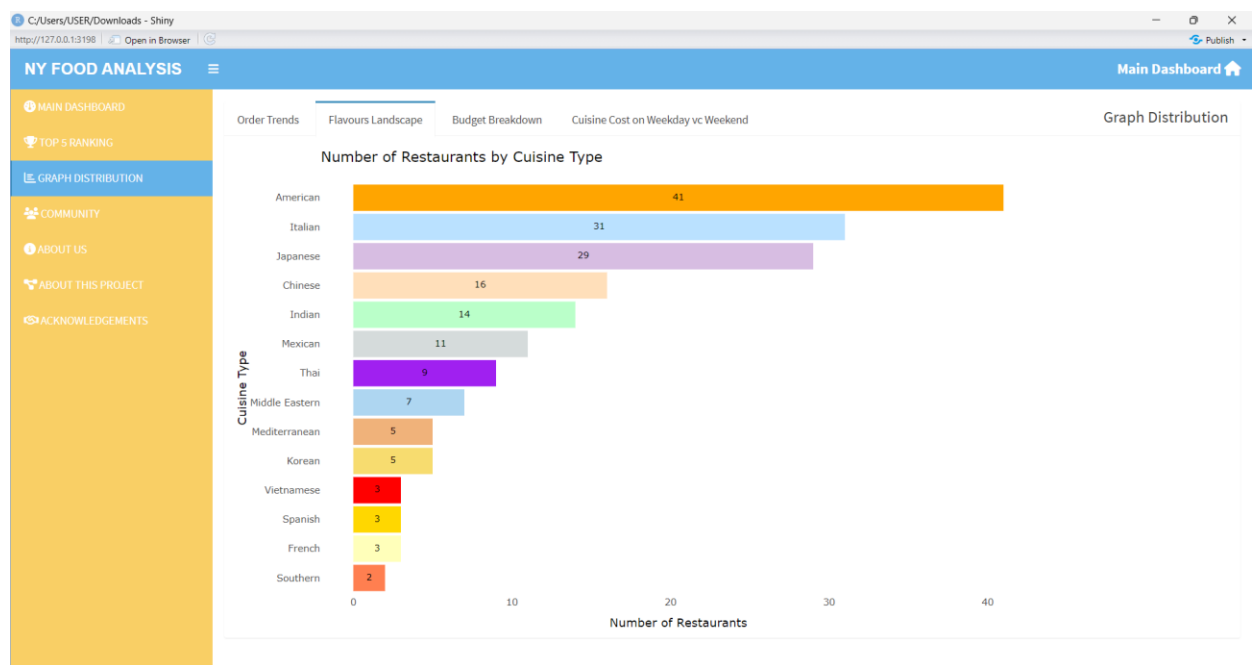 C:/Users/USER/Downloads - Shiny
http://127.0.0.1:3198 Open in Browser Publish
NY FOOD ANALYSIS Main Dashboard
MAIN DASHBOARD
TOP 5 RANKING
GRAPH DISTRIBUTION
COMMUNITY
ABOUT US
ABOUT THIS PROJECT
ACKNOWLEDGEMENTS
Order Trends Flavours Landscape Budget Breakdown Cuisine Cost on Weekday vc Weekend Graph Distribution
Number of Restaurants by Cuisine Type
Cuisine Type
American 41
Italian 31
Japanese 29
Chinese 16
Indian 14
Mexican 11
Thai 9
Middle Eastern 7
Mediterranean 5
Korean 5
Vietnamese 3
Spanish 3
French 3
Southern 2
0 10 20 30 40
Number of Restaurants